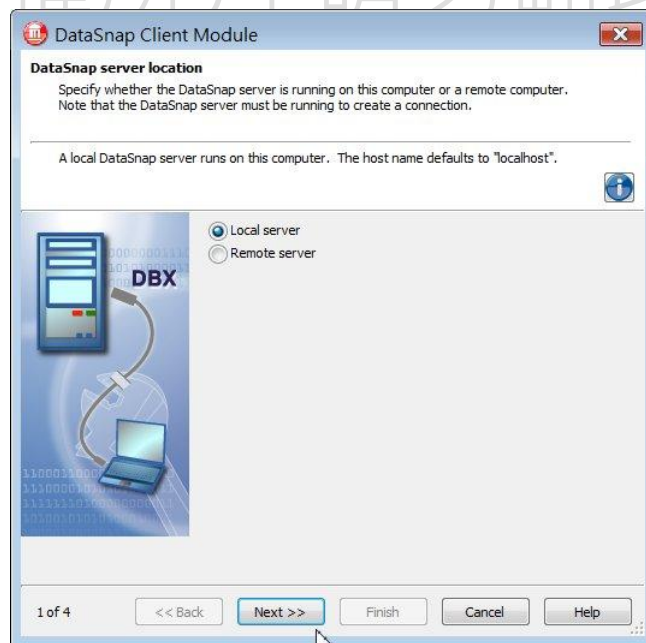 DataSnap Client Module
DataSnap server location
Specify whether the DataSnap server is running on this computer or a remote computer.
Note that the DataSnap server must be running to create a connection.
A local DataSnap server runs on this computer. The host name defaults to "localhost".
DBX
Local server
Remote server
1 of 4
<< Back
Next >>
Finish
Cancel
Help